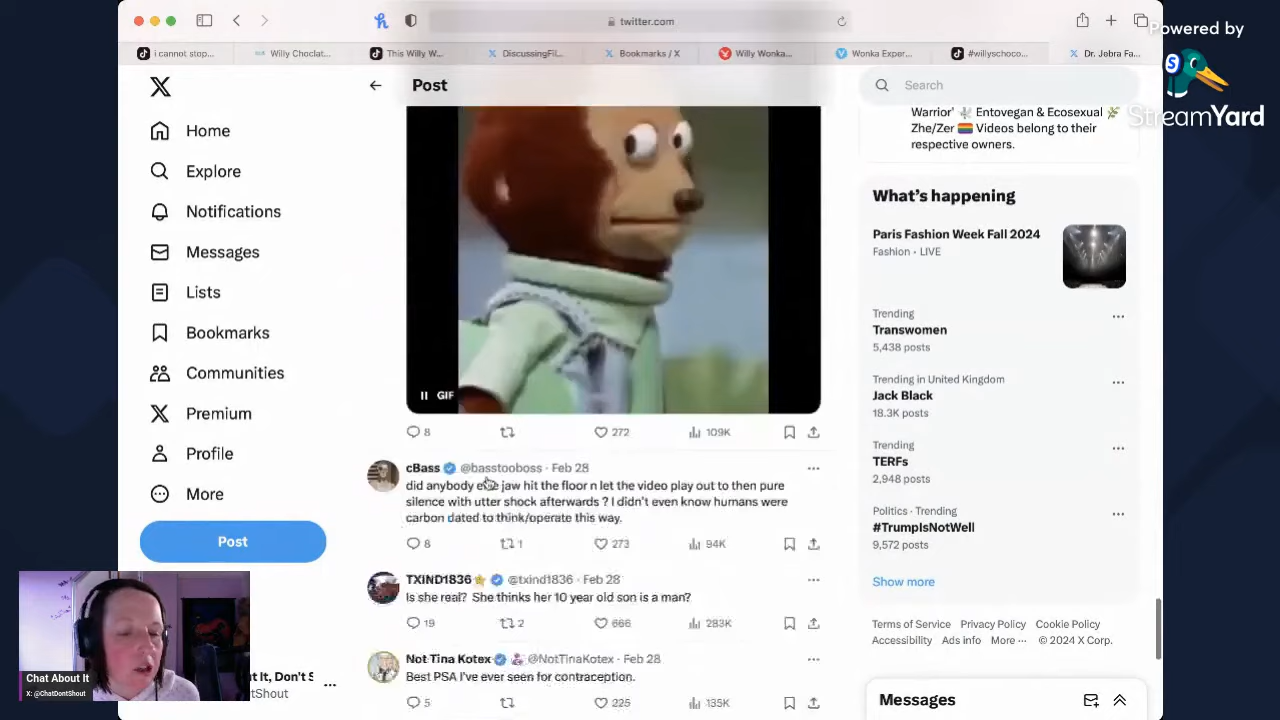 twitter.com
Powered by
StreamYard
i cannot stop...
Willy Choclat...
This Willy W...
DiscussingFil...
Bookmarks / X
Willy Wonka...
Wonka Exper...
#willyschoco...
Dr. Jebra Fa...
Post
Search
Home
Explore
Notifications
Messages
Lists
Bookmarks
Communities
Premium
Profile
More
Post
Warrior' Entovegan & Ecosexual
Zhe/Zer Videos belong to their
respective owners.
What's happening
Paris Fashion Week Fall 2024
Fashion · LIVE
Trending
Transwomen
5,438 posts
Trending in United Kingdom
Jack Black
18.3K posts
Trending
TERFs
2,948 posts
Politics · Trending
#TrumpIsNotWell
9,572 posts
Show more
Terms of Service Privacy Policy Cookie Policy
Accessibility Ads info More ··· © 2024 X Corp.
Messages
GIF
8 272 109K
cBass @basstooboss · Feb 28
did anybody else jaw hit the floor n let the video play out to then pure
silence with utter shock afterwards ? I didn't even know humans were
carbon dated to think/operate this way.
8 1 273 94K
TXIND1836 @txind1836 · Feb 28
Is she real? She thinks her 10 year old son is a man?
19 2 666 283K
Not Tina Kotex @NotTinaKotex · Feb 28
Best PSA I've ever seen for contraception.
5 225 135K
Chat About It
X: @ChatDontShout
t It, Don't S
tShout